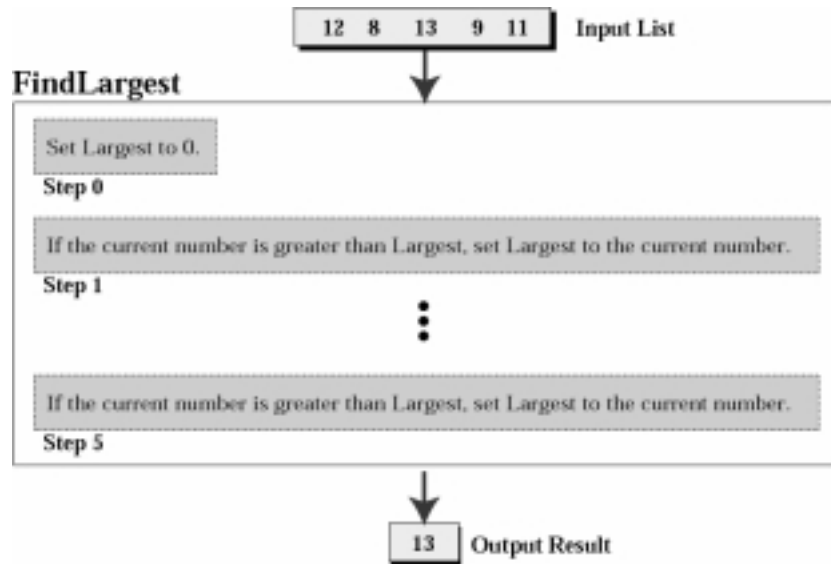 12 8 13 9 11 Input List
FindLargest
Set Largest to 0.
Step 0
If the current number is greater than Largest, set Largest to the current number.
Step 1
If the current number is greater than Largest, set Largest to the current number.
Step 5
13 Output Result